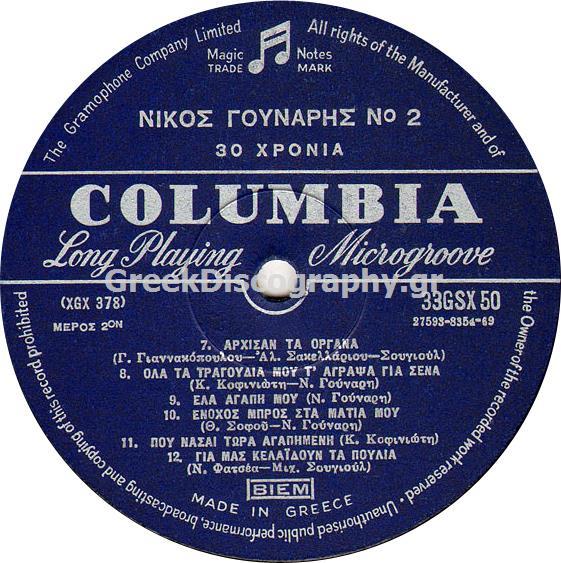 The Gramophone Company Limited
All rights of the Manufacturer and of
the Owner of the recorded work reserved · Unauthorised public performance, broadcasting and copying of this record prohibited
Magic Notes
TRADE MARK
ΝΙΚΟΣ ΓΟΥΝΑΡΗΣ Νο 2
30 ΧΡΟΝΙΑ
COLUMBIA
Long Playing Microgroove
GreekDiscography.gr
(XGX 378)
33GSX 50
ΜΕΡΟΣ 2ΟΝ
27593-8354-69
7. ΑΡΧΙΣΑΝ ΤΑ ΟΡΓΑΝΑ
(Γ. Γιαννακόπουλου—Ἀλ. Σακελλάριου—Σουγιούλ)
8. ΟΛΑ ΤΑ ΤΡΑΓΟΥΔΙΑ ΜΟΥ Τ' ΑΓΡΑΨΑ ΓΙΑ ΣΕΝΑ
(Κ. Κοφινιώτη—Ν. Γούναρη)
9. ΕΛΑ ΑΓΑΠΗ ΜΟΥ (Ν. Γούναρη)
10. ΕΝΟΧΟΣ ΜΠΡΟΣ ΣΤΑ ΜΑΤΙΑ ΜΟΥ
(Θ. Σοφοῦ—Ν. Γούναρη)
11. ΠΟΥ ΝΑΣΑΙ ΤΩΡΑ ΑΓΑΠΗΜΕΝΗ (Κ. Κοφινιώτη)
12. ΓΙΑ ΜΑΣ ΚΕΛΑΪΔΟΥΝ ΤΑ ΠΟΥΛΙΑ
(Ν. Φατσέα—Μιχ. Σουγιούλ)
BIEM
MADE IN GREECE